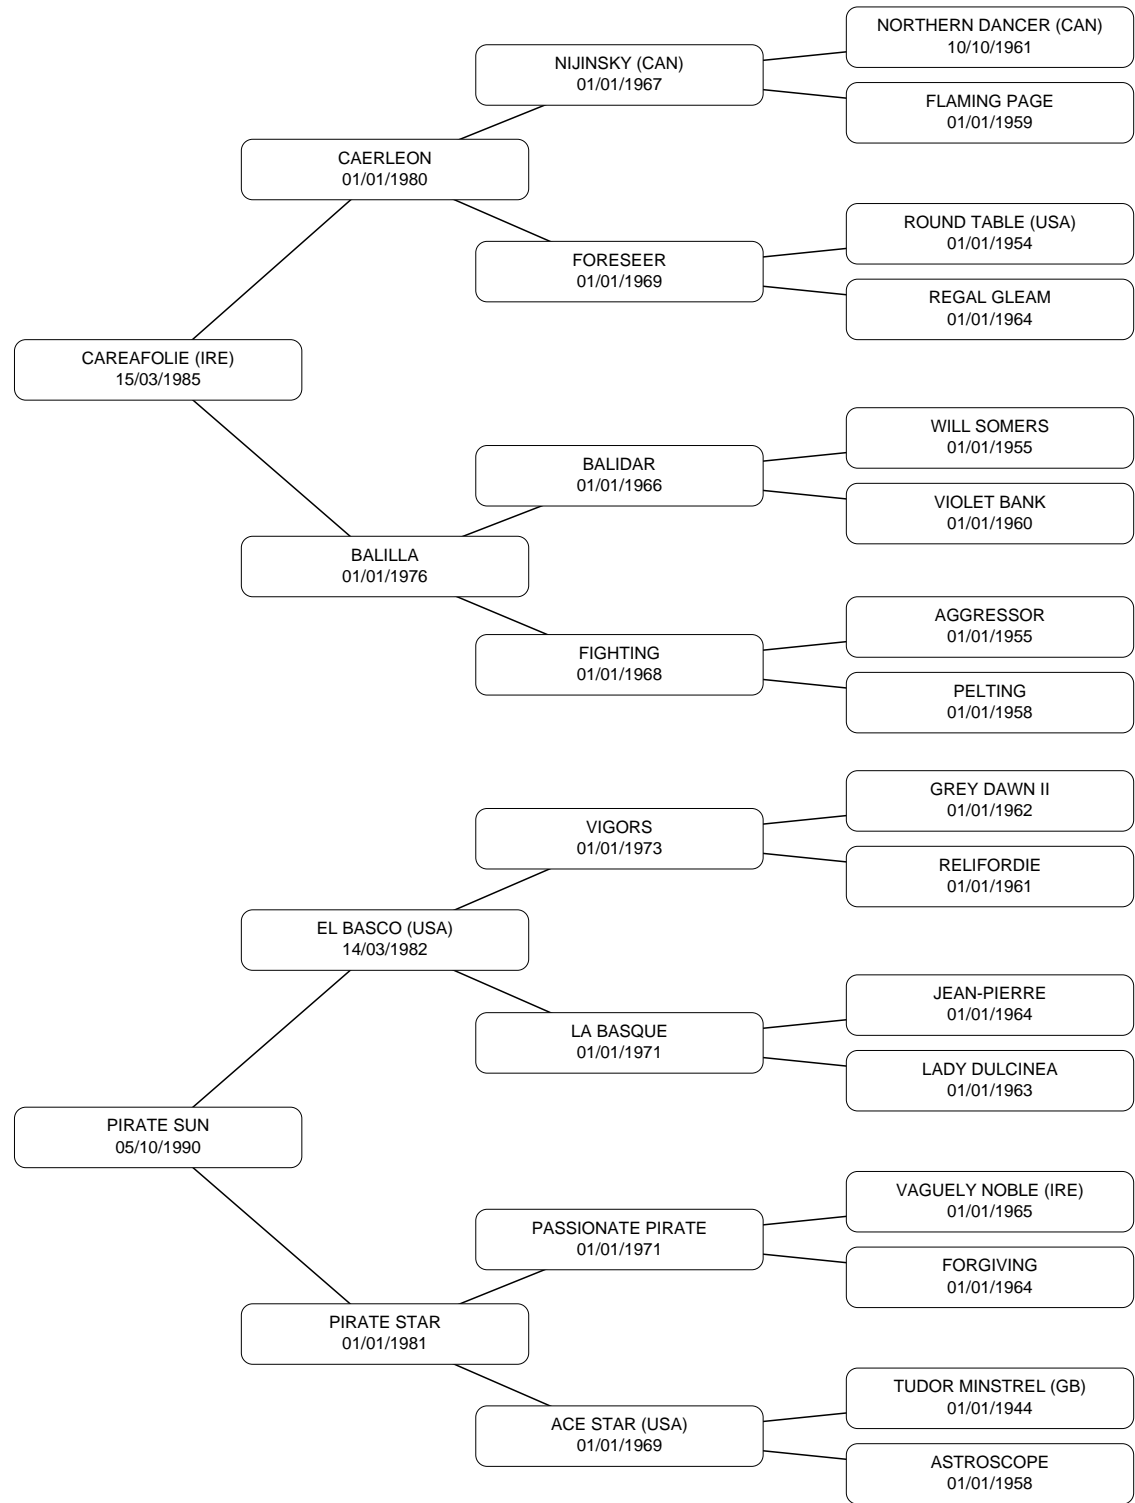 NORTHERN DANCER (CAN)
10/10/1961
NIJINSKY (CAN)
01/01/1967
FLAMING PAGE
01/01/1959
CAERLEON
01/01/1980
ROUND TABLE (USA)
01/01/1954
FORESEER
01/01/1969
REGAL GLEAM
01/01/1964
CAREAFOLIE (IRE)
15/03/1985
WILL SOMERS
01/01/1955
BALIDAR
01/01/1966
VIOLET BANK
01/01/1960
BALILLA
01/01/1976
AGGRESSOR
01/01/1955
FIGHTING
01/01/1968
PELTING
01/01/1958
GREY DAWN II
01/01/1962
VIGORS
01/01/1973
RELIFORDIE
01/01/1961
EL BASCO (USA)
14/03/1982
JEAN-PIERRE
01/01/1964
LA BASQUE
01/01/1971
LADY DULCINEA
01/01/1963
PIRATE SUN
05/10/1990
VAGUELY NOBLE (IRE)
01/01/1965
PASSIONATE PIRATE
01/01/1971
FORGIVING
01/01/1964
PIRATE STAR
01/01/1981
TUDOR MINSTREL (GB)
01/01/1944
ACE STAR (USA)
01/01/1969
ASTROSCOPE
01/01/1958